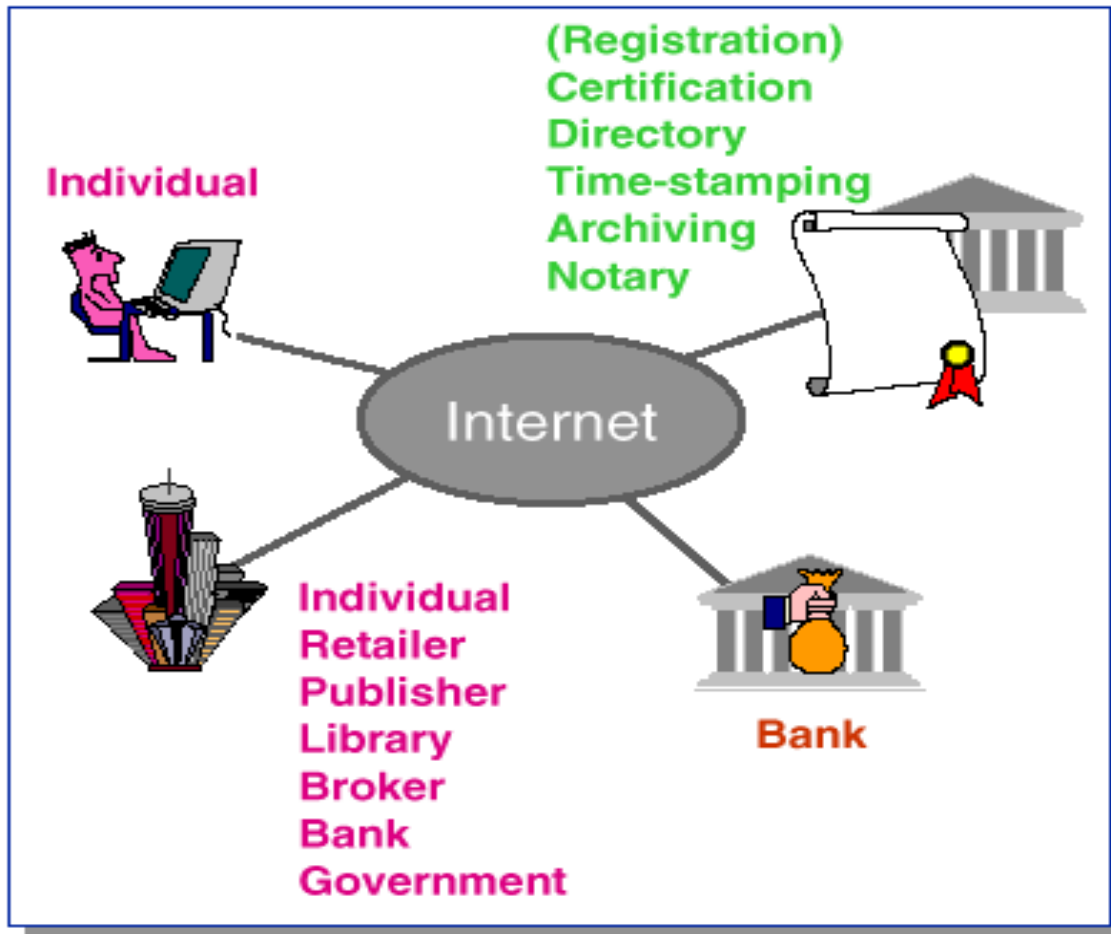 (Registration)
Certification
Directory
Time-stamping
Archiving
Notary
Individual
Internet
Individual
Retailer
Publisher
Library
Broker
Bank
Government
Bank